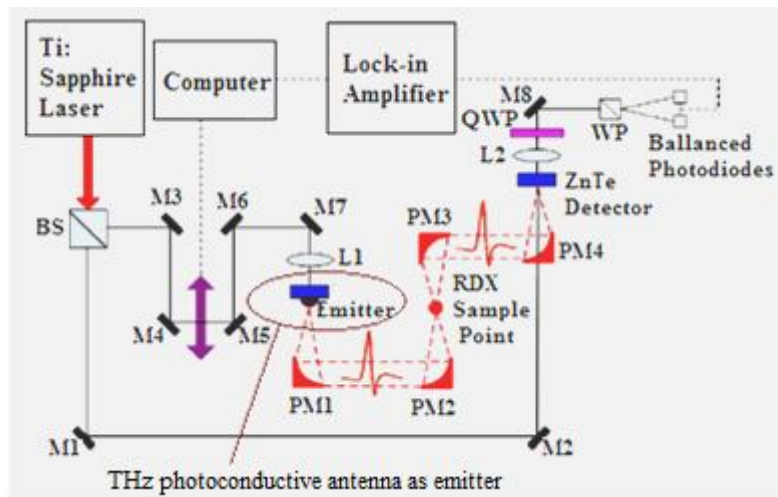 Ti:
Sapphire
Laser
Computer
Lock-in
Amplifier
M8
QWP
WP
L2
Ballanced
Photodiodes
ZnTe
Detector
BS
M3
M6
M7
L1
PM3
PM4
Emitter
RDX
Sample
Point
M4
M5
PM1
PM2
M1
M2
THz photoconductive antenna as emitter